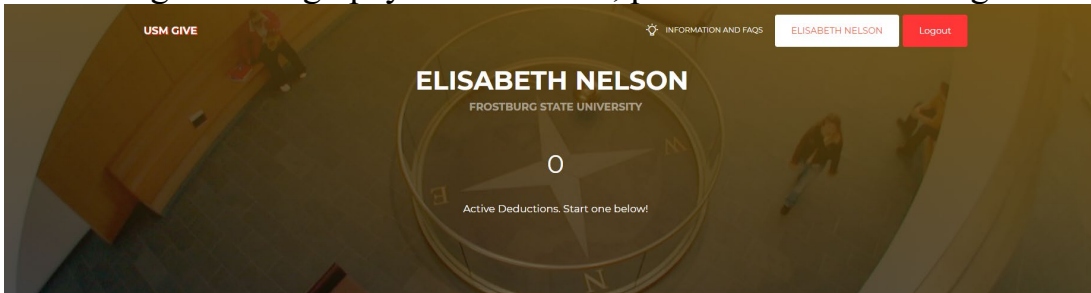 USM GIVE
INFORMATION AND FAQS
ELISABETH NELSON
Logout
ELISABETH NELSON
FROSTBURG STATE UNIVERSITY
0
W
E
Active Deductions. Start one below!
N